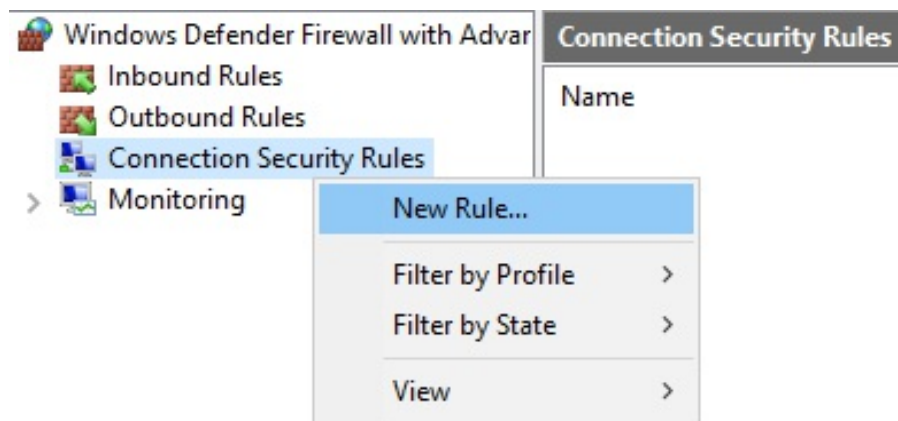 Windows Defender Firewall with Advar
Inbound Rules
Outbound Rules
Connection Security Rules
Monitoring
Connection Security Rules
Name
New Rule...
Filter by Profile
Filter by State
View